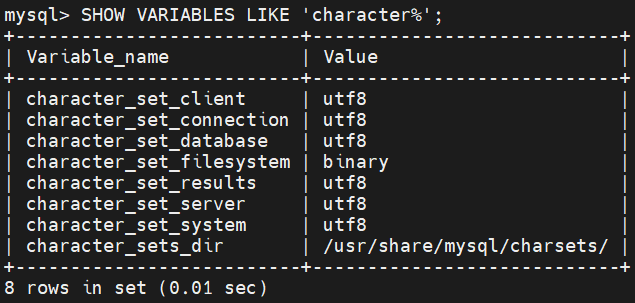 mysql> SHOW VARIABLES LIKE 'character%';
+--------------------------+----------------------------+
| Variable_name            | Value                      |
+--------------------------+----------------------------+
| character_set_client     | utf8                       |
| character_set_connection | utf8                       |
| character_set_database   | utf8                       |
| character_set_filesystem | binary                     |
| character_set_results    | utf8                       |
| character_set_server     | utf8                       |
| character_set_system     | utf8                       |
| character_sets_dir       | /usr/share/mysql/charsets/ |
+--------------------------+----------------------------+
8 rows in set (0.01 sec)